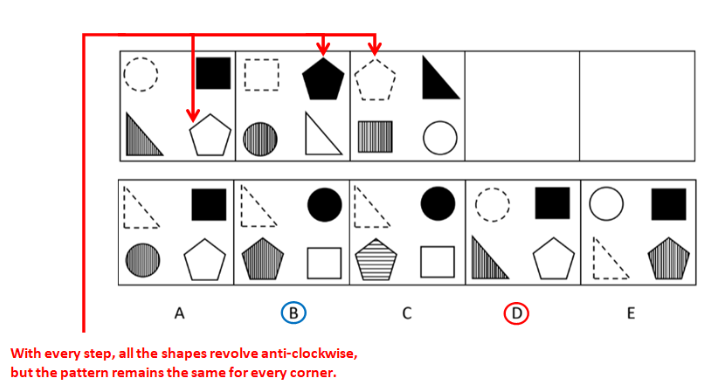 A B C D E
With every step, all the shapes revolve anti-clockwise,
but the pattern remains the same for every corner.